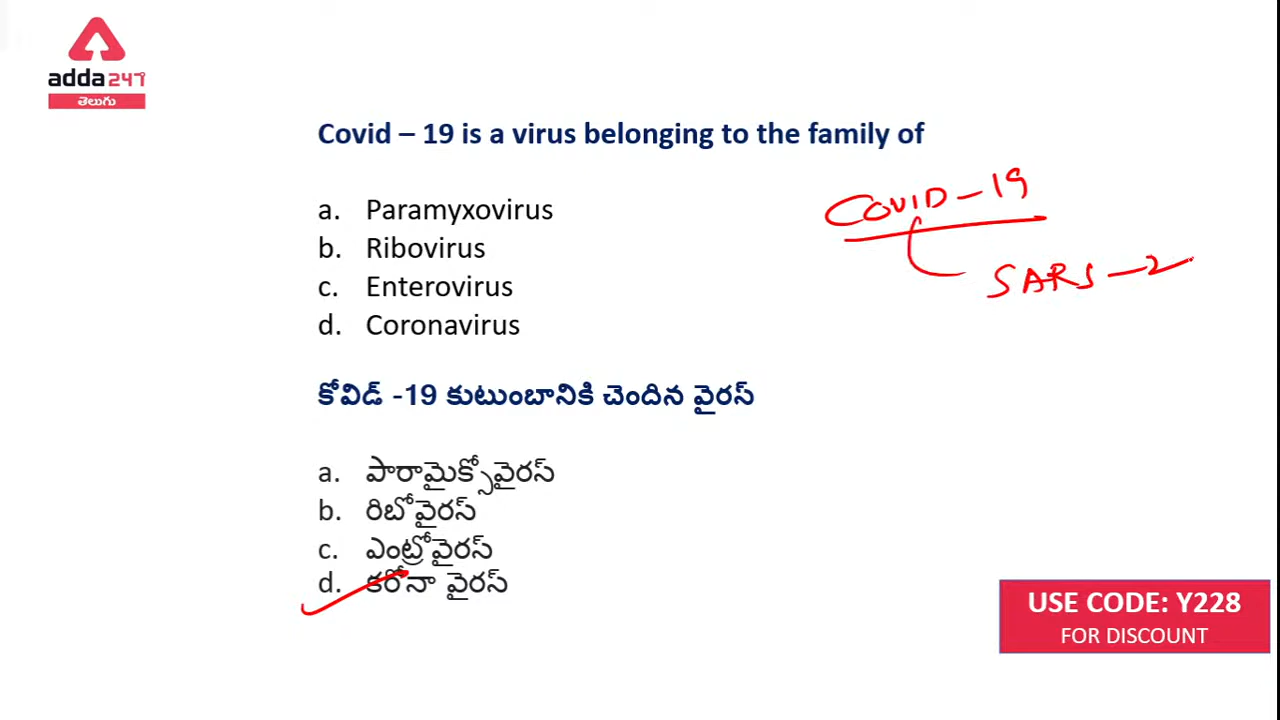 adda247
తెలుగు
Covid – 19 is a virus belonging to the family of
a. Paramyxovirus
b. Ribovirus
c. Enterovirus
d. Coronavirus
COVID-19
SARS-2
కోవిడ్ -19 కుటుంబానికి చెందిన వైరస్
a. పారామైక్సోవైరస్
b. రిబోవైరస్
c. ఎంట్రోవైరస్
d. కరోనా వైరస్
USE CODE: Y228
FOR DISCOUNT